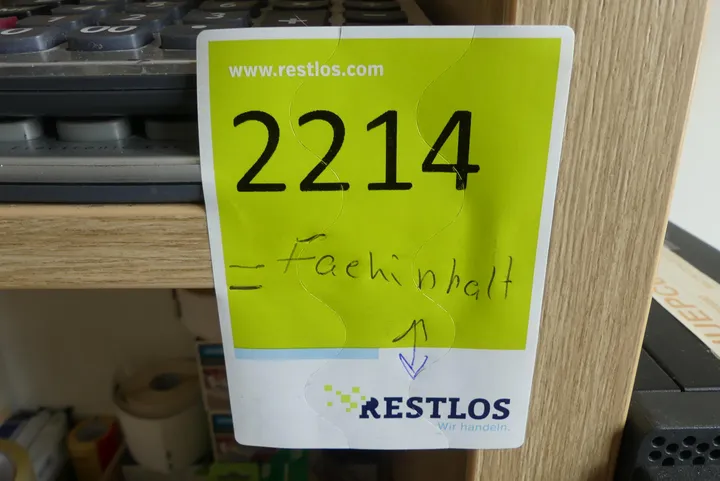 www.restlos.com
2214
= Fachinhalt
RESTLOS
Wir handeln.